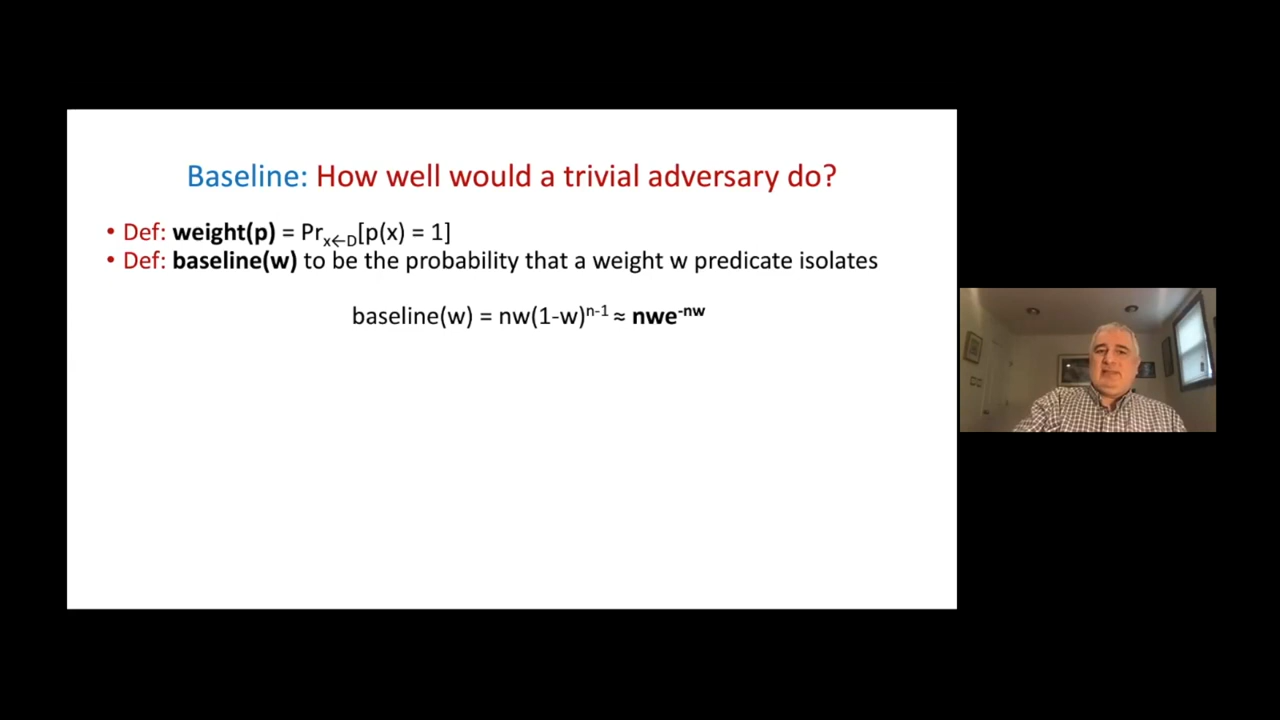 Baseline: How well would a trivial adversary do?
• Def: weight(p) = Prₓ←D[p(x) = 1]
• Def: baseline(w) to be the probability that a weight w predicate isolates
baseline(w) = nw(1-w)ⁿ⁻¹ ≈ nwe⁻ⁿʷ